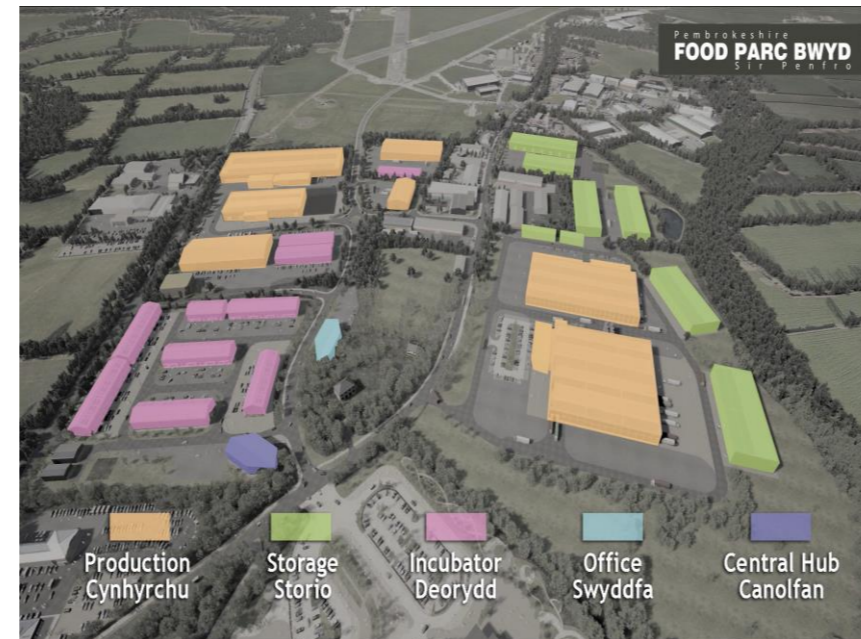 Pembrokeshire
FOOD PARC BWYD
Sir Penfro
Production
Cynhyrchu
Storage
Storio
Incubator
Deorydd
Office
Swyddfa
Central Hub
Canolfan